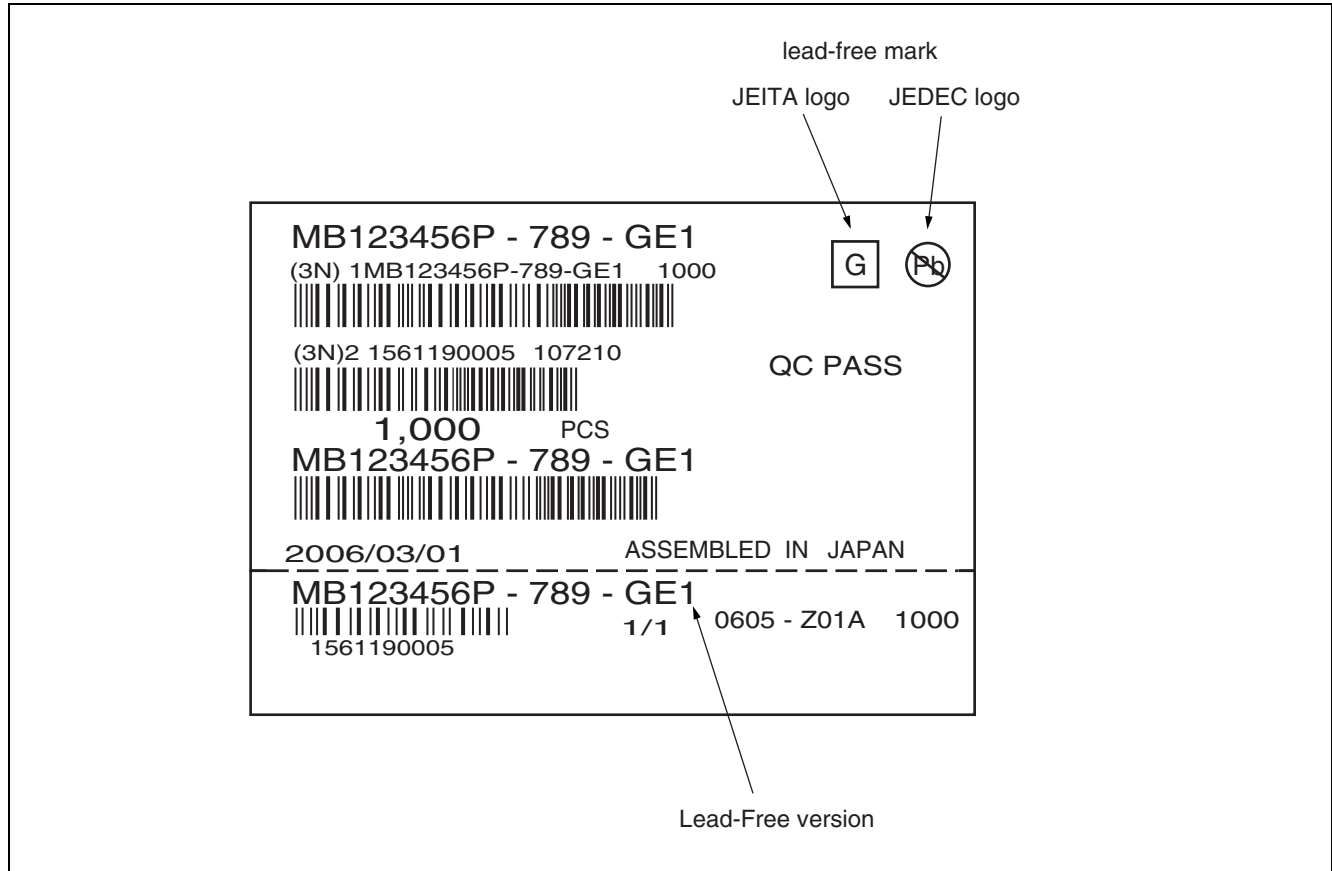 lead-free mark
JEITA logo JEDEC logo
MB123456P - 789 - GE1
(3N) 1MB123456P-789-GE1 1000
G Pb
(3N)2 1561190005 107210
QC PASS
1,000 PCS
MB123456P - 789 - GE1
2006/03/01 ASSEMBLED IN JAPAN
MB123456P - 789 - GE1
1/1 0605 - Z01A 1000
1561190005
Lead-Free version